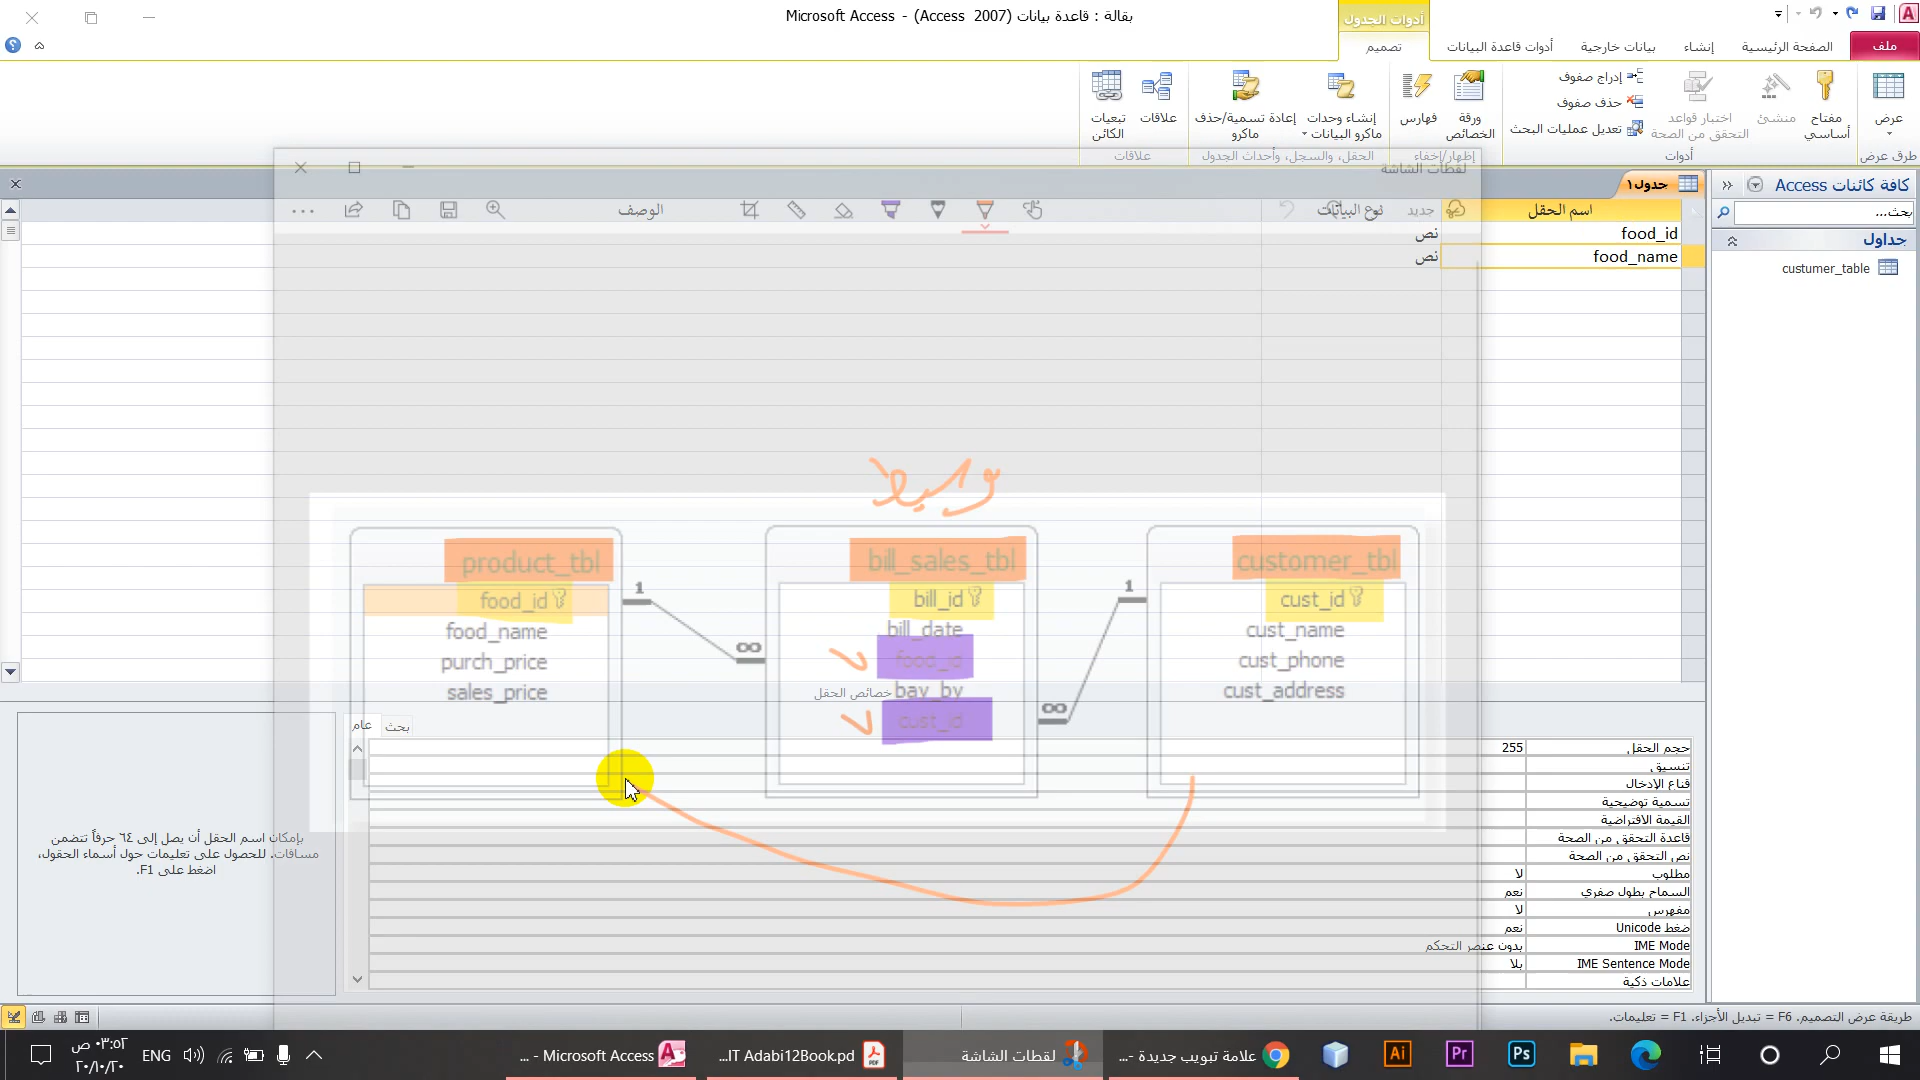 بقالة : قاعدة بيانات (Access 2007) - Microsoft Access
أدوات الجدول
ملف
الصفحة الرئيسية
إنشاء
بيانات خارجية
أدوات قاعدة البيانات
تصميم
عرض
مفتاح أساسي
منشئ
اختبار قواعد التحقق من الصحة
إدراج صفوف
حذف صفوف
تعديل عمليات البحث
ورقة الخصائص
فهارس
إنشاء وحدات ماكرو البيانات
إعادة تسمية/حذف ماكرو
علاقات
تبعيات الكائن
طرق عرض
أدوات
إظهار/إخفاء
الحقل، والسجل، وأحداث الجدول
علاقات
لقطات الشاشة
كافة كائنات Access
بحث...
جداول
custumer_table
جدول١
اسم الحقل
جديد
نوع البيانات
الوصف
food_id
نص
food_name
نص
وسيط
product_tbl
food_id
food_name
purch_price
sales_price
1
∞
bill_sales_tbl
bill_id
bill_date
food_id
bay_by
cust_id
1
∞
customer_tbl
cust_id
cust_name
cust_phone
cust_address
خصائص الحقل
عام
بحث
حجم الحقل
255
تنسيق
قناع الإدخال
تسمية توضيحية
القيمة الافتراضية
قاعدة التحقق من الصحة
نص التحقق من الصحة
مطلوب
لا
السماح بطول صفري
نعم
مفهرس
لا
ضغط Unicode
نعم
IME Mode
بدون عنصر التحكم
IME Sentence Mode
بلا
علامات ذكية
بإمكان اسم الحقل أن يصل إلى ٦٤ حرفاً تتضمن
مسافات. للحصول على تعليمات حول أسماء الحقول،
اضغط على F1.
طريقة عرض التصميم. F6 = تبديل الأجزاء. F1 = تعليمات.
علامة تبويب جديدة -...
لقطات الشاشة
IT Adabi12Book.pd...
Microsoft Access - ...
ENG
٠٣:٥٢ ص
٢٠/١٠/٢٠